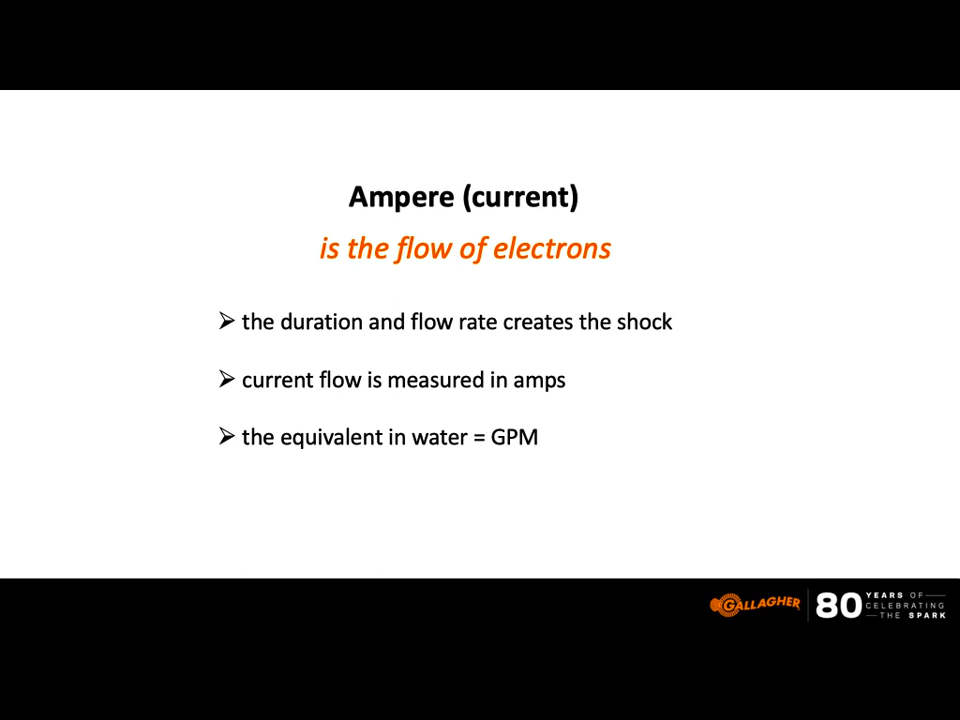 Ampere (current)
is the flow of electrons
➢ the duration and flow rate creates the shock
➢ current flow is measured in amps
➢ the equivalent in water = GPM
GALLAGHER
80
YEARS OF
CELEBRATING
THE SPARK